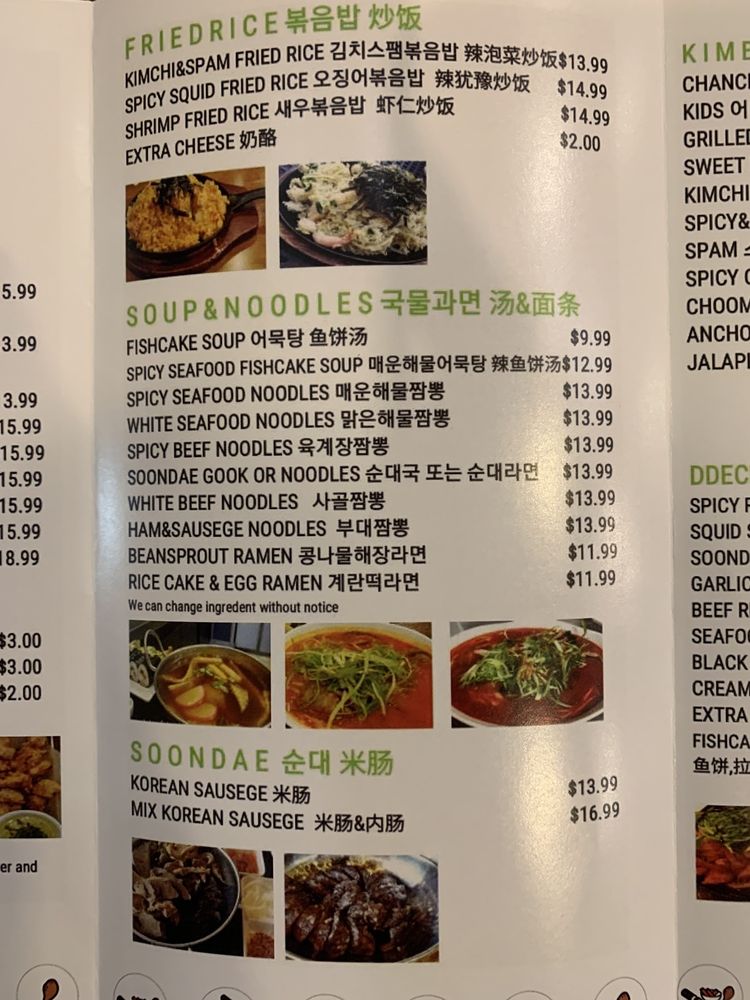 5.99
3.99
3.99
15.99
15.99
15.99
15.99
15.99
18.99
$3.00
$3.00
$2.00
er and
FRIEDRICE 볶음밥 炒饭
KIMCHI&SPAM FRIED RICE 김치스팸볶음밥 辣泡菜炒饭 $13.99
SPICY SQUID FRIED RICE 오징어볶음밥 辣犹豫炒饭 $14.99
SHRIMP FRIED RICE 새우볶음밥 虾仁炒饭 $14.99
EXTRA CHEESE 奶酪 $2.00
SOUP&NOODLES 국물과면 汤&面条
FISHCAKE SOUP 어묵탕 鱼饼汤 $9.99
SPICY SEAFOOD FISHCAKE SOUP 매운해물어묵탕 辣鱼饼汤 $12.99
SPICY SEAFOOD NOODLES 매운해물짬뽕 $13.99
WHITE SEAFOOD NOODLES 맑은해물짬뽕 $13.99
SPICY BEEF NOODLES 육계장짬뽕 $13.99
SOONDAE GOOK OR NOODLES 순대국 또는 순대라면 $13.99
WHITE BEEF NOODLES 사골짬뽕 $13.99
HAM&SAUSEGE NOODLES 부대짬뽕 $13.99
BEANSPROUT RAMEN 콩나물해장라면 $11.99
RICE CAKE & EGG RAMEN 계란떡라면 $11.99
We can change ingredent without notice
SOONDAE 순대 米肠
KOREAN SAUSEGE 米肠 $13.99
MIX KOREAN SAUSEGE 米肠&内肠 $16.99
KIMB
CHANC
KIDS 어
GRILLED
SWEET
KIMCHI
SPICY&
SPAM
SPICY
CHOOM
ANCHO
JALAP
DDEC
SPICY
SQUID
SOOND
GARLIC
BEEF
SEAFOO
BLACK
CREAM
EXTRA
FISHCA
鱼饼,拉